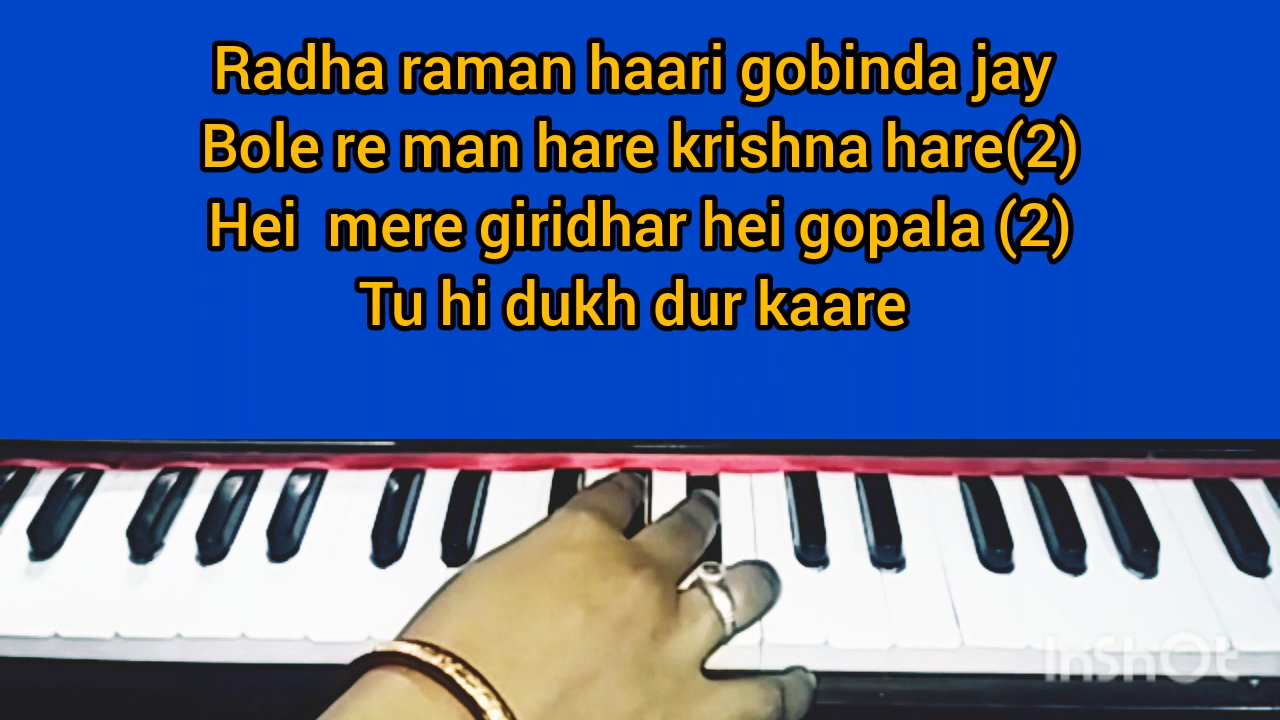 Radha raman haari gobinda jay
Bole re man hare krishna hare(2)
Hei mere giridhar hei gopala (2)
Tu hi dukh dur kaare
InShOt